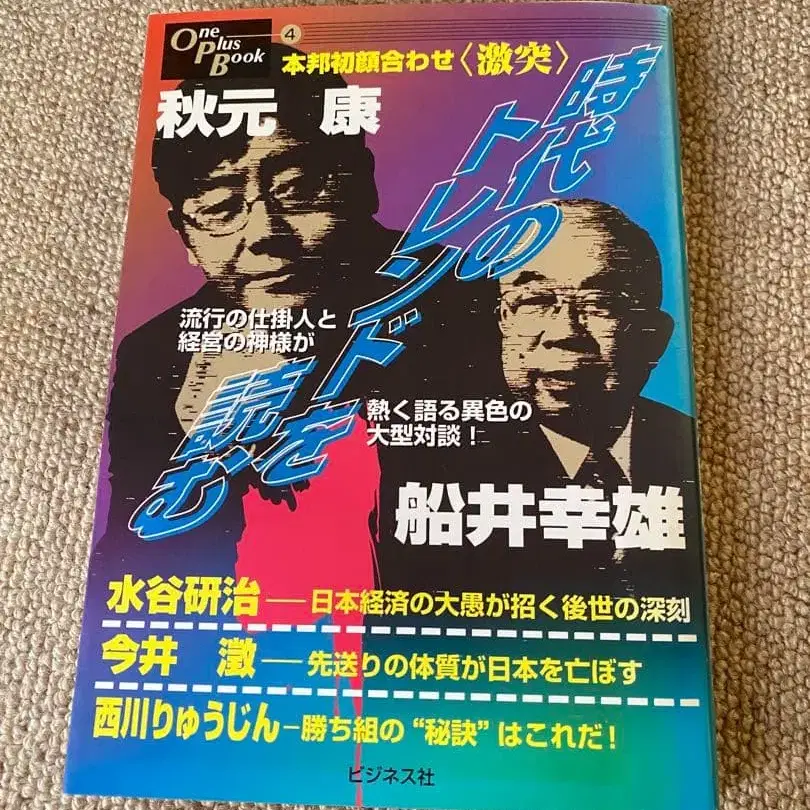 One
Plus
Book
4
本邦初顔合わせ〈激突〉
秋元 康
時代の
トレンドを
読む
流行の仕掛人と
経営の神様が
熱く語る異色の
大型対談！
船井幸雄
水谷研治―日本経済の大愚が招く後世の深刻
今井 澂―先送りの体質が日本を亡ぼす
西川りゅうじん―勝ち組の“秘訣”はこれだ！
ビジネス社